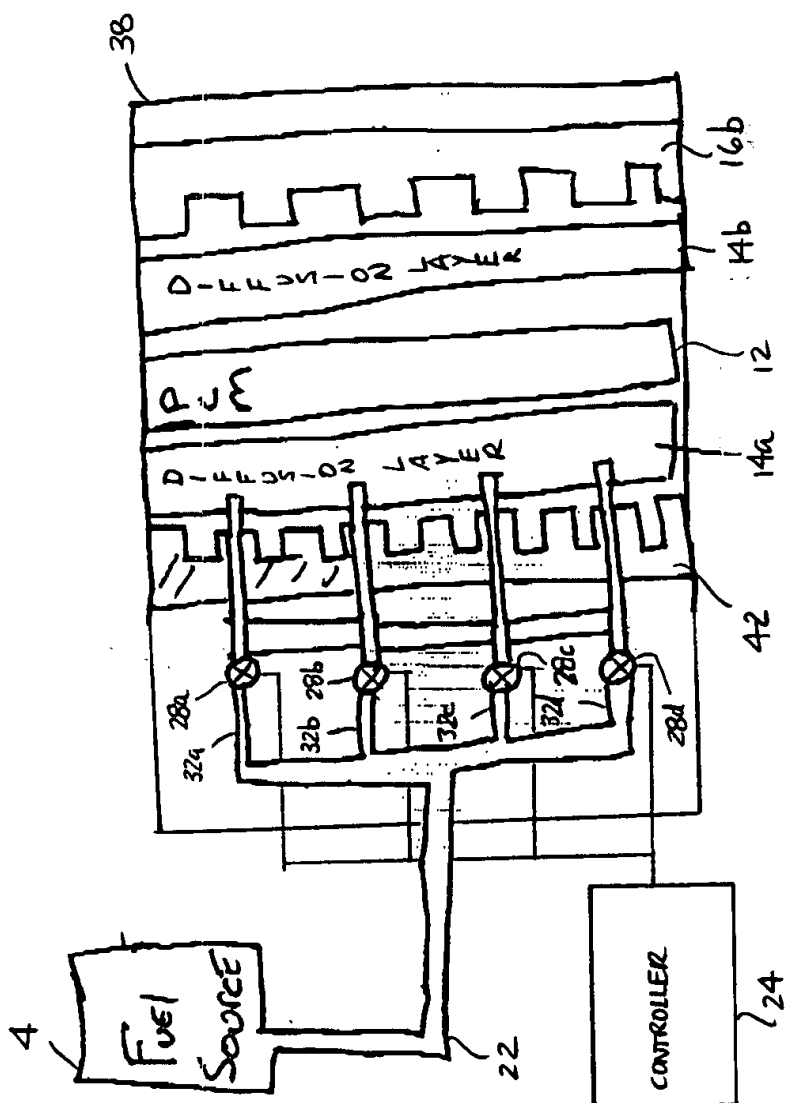 38
16b
14b
DIFFUSION LAYER
12
PEM
14a
DIFFUSION LAYER
42
28a
28b
28c
28d
32a
32b
32c
32d
4
FUEL
SOURCE
22
CONTROLLER
24